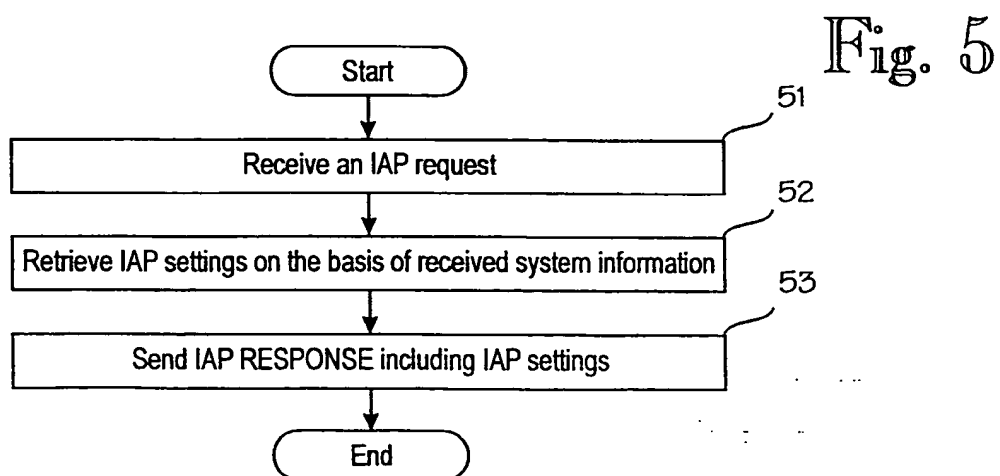 Fig. 5
Start
51
Receive an IAP request
52
Retrieve IAP settings on the basis of received system information
53
Send IAP RESPONSE including IAP settings
End